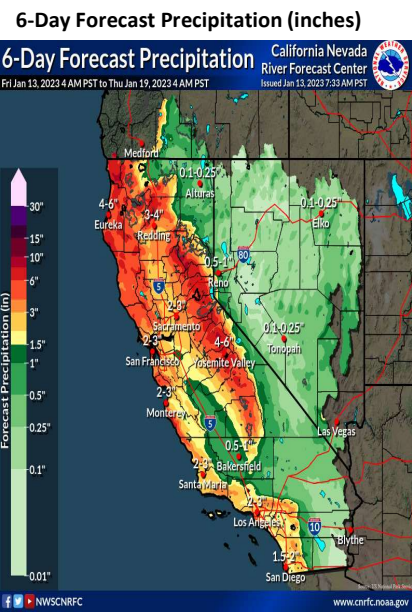 6-Day Forecast Precipitation (inches)
6-Day Forecast Precipitation
California Nevada
River Forecast Center
Fri Jan 13, 2023 4 AM PST to Thu Jan 19, 2023 4 AM PST
Issued Jan 13, 2023 7:33 AM PST
Medford
0.1-0.25"
Alturas
4-6"
Eureka
3-4"
Redding
0.1-0.25"
Elko
30"
15"
10"
6"
3"
1.5"
1"
0.5"
0.25"
0.1"
0.01"
Forecast Precipitation (in)
80
0.5-1"
Reno
5
2-3"
Sacramento
2-3"
San Francisco
4-6"
Yosemite Valley
0.1-0.25"
Tonopah
2-3"
Monterey
5
Las Vegas
0.5-1"
Bakersfield
2-3"
Santa Maria
2-3"
Los Angeles
10
Blythe
1.5-2"
San Diego
NWSCNRFC
www.cnrfc.noaa.gov